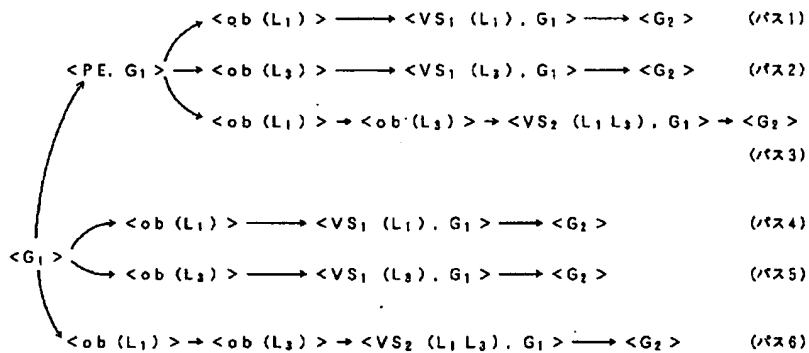 <ob (L₁) > → <VS₁ (L₁), G₁> → <G₂> (パス1)
<PE, G₁> → <ob (L₃) > → <VS₁ (L₃), G₁> → <G₂> (パス2)
<ob (L₁) > → <ob (L₃) > → <VS₂ (L₁ L₃), G₁> → <G₂>
(パス3)
<ob (L₁) > → <VS₁ (L₁), G₁> → <G₂> (パス4)
<G₁>
<ob (L₃) > → <VS₁ (L₃), G₁> → <G₂> (パス5)
<ob (L₁) > → <ob (L₃) > → <VS₂ (L₁ L₃), G₁> → <G₂> (パス6)